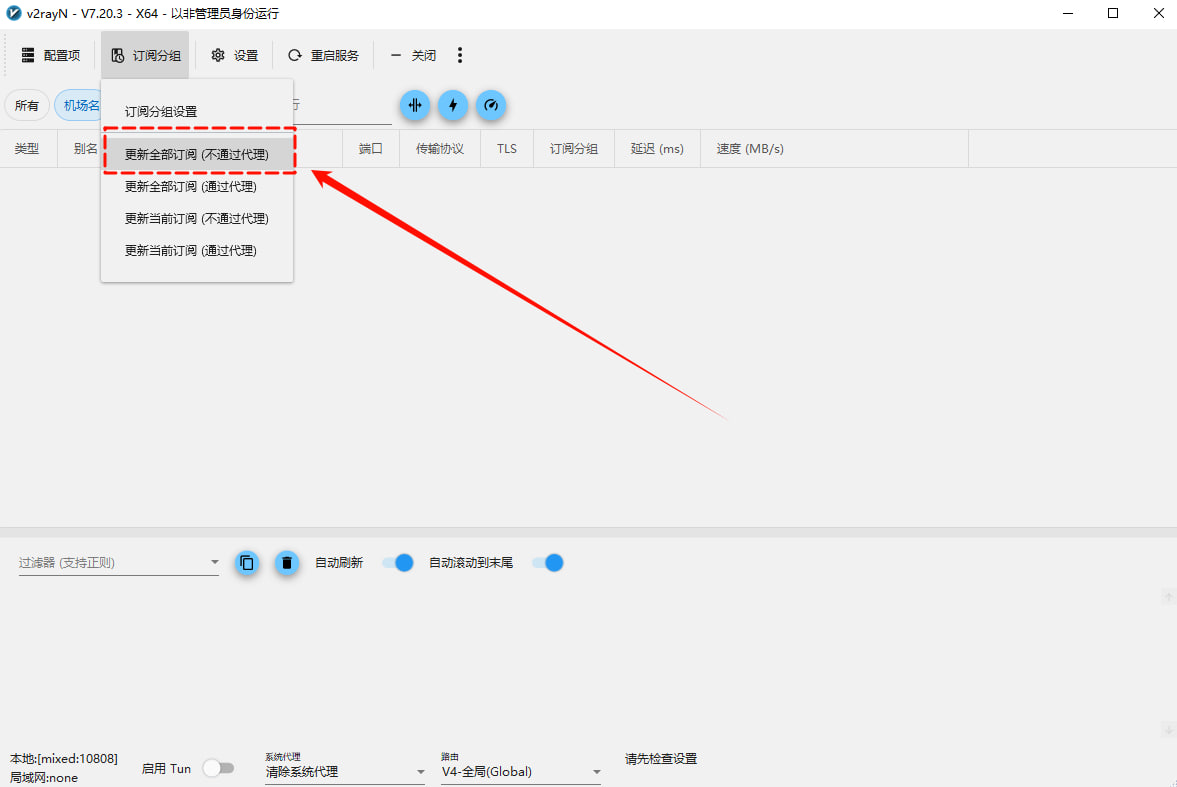 v2rayN - V7.20.3 - X64 - 以非管理员身份运行
配置项 订阅分组 设置 重启服务 关闭
所有 机场名 行
订阅分组设置
类型 别名 端口 传输协议 TLS 订阅分组 延迟 (ms) 速度 (MB/s)
更新全部订阅 (不通过代理)
更新全部订阅 (通过代理)
更新当前订阅 (不通过代理)
更新当前订阅 (通过代理)
过滤器 (支持正则) 自动刷新 自动滚动到末尾
本地:[mixed:10808]
局域网:none
启用 Tun
系统代理
清除系统代理
路由
V4-全局(Global)
请先检查设置